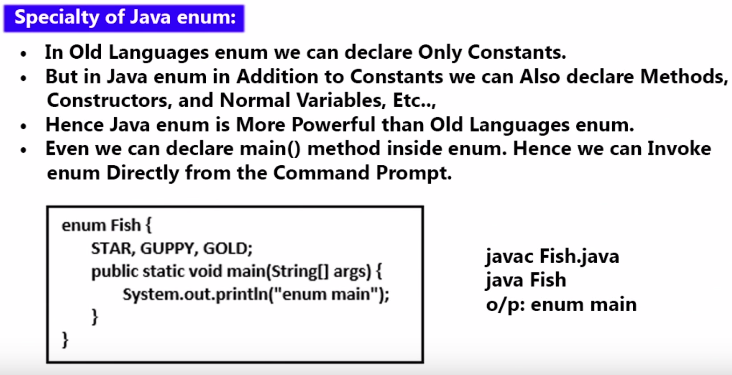 Specialty of Java enum:
• In Old Languages enum we can declare Only Constants.
• But in Java enum in Addition to Constants we can Also declare Methods,
Constructors, and Normal Variables, Etc..,
• Hence Java enum is More Powerful than Old Languages enum.
• Even we can declare main() method inside enum. Hence we can Invoke
enum Directly from the Command Prompt.
enum Fish {
STAR, GUPPY, GOLD;
public static void main(String[] args) {
System.out.println("enum main");
}
}
javac Fish.java
java Fish
o/p: enum main